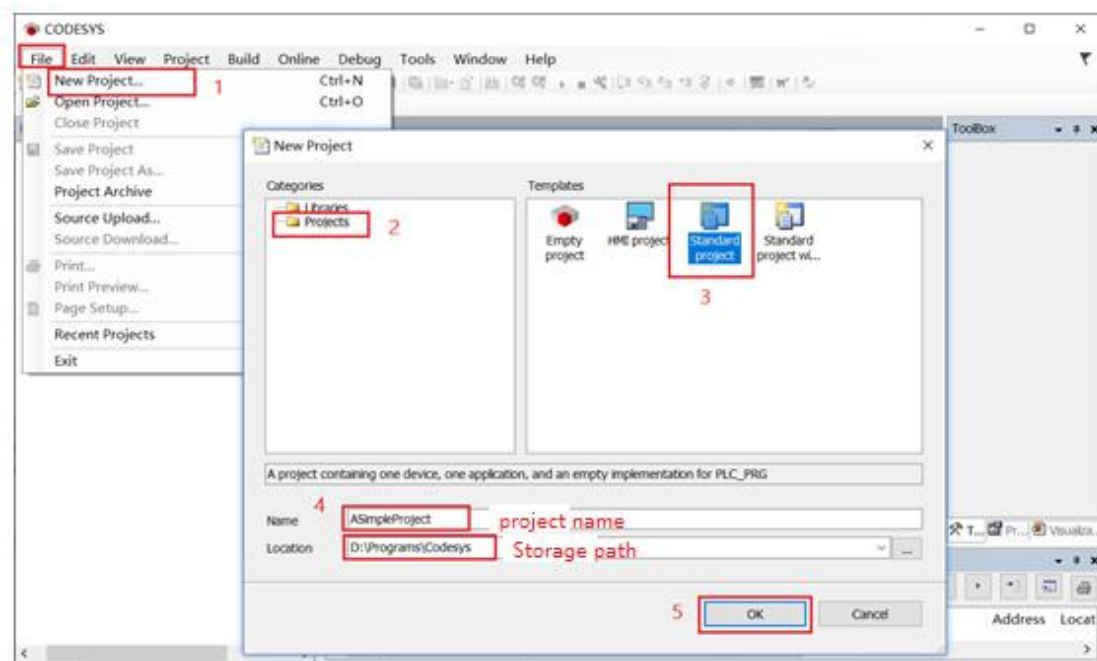 CODESYS
File Edit View Project Build Online Debug Tools Window Help
New Project... Ctrl+N
1
Open Project... Ctrl+O
Close Project
Save Project
Save Project As...
Project Archive
Source Upload...
Source Download...
Print...
Print Preview...
Page Setup...
Recent Projects
Exit
ToolBox
New Project
Categories
Libraries
Projects
2
Templates
Empty project
HMI project
Standard project
Standard project wi...
3
A project containing one device, one application, and an empty implementation for PLC_PRG
4
Name ASimpleProject project name
Location D:\Programs\Codesys Storage path
...
5
OK Cancel
T... Pr... Visualiza...
Address Locat